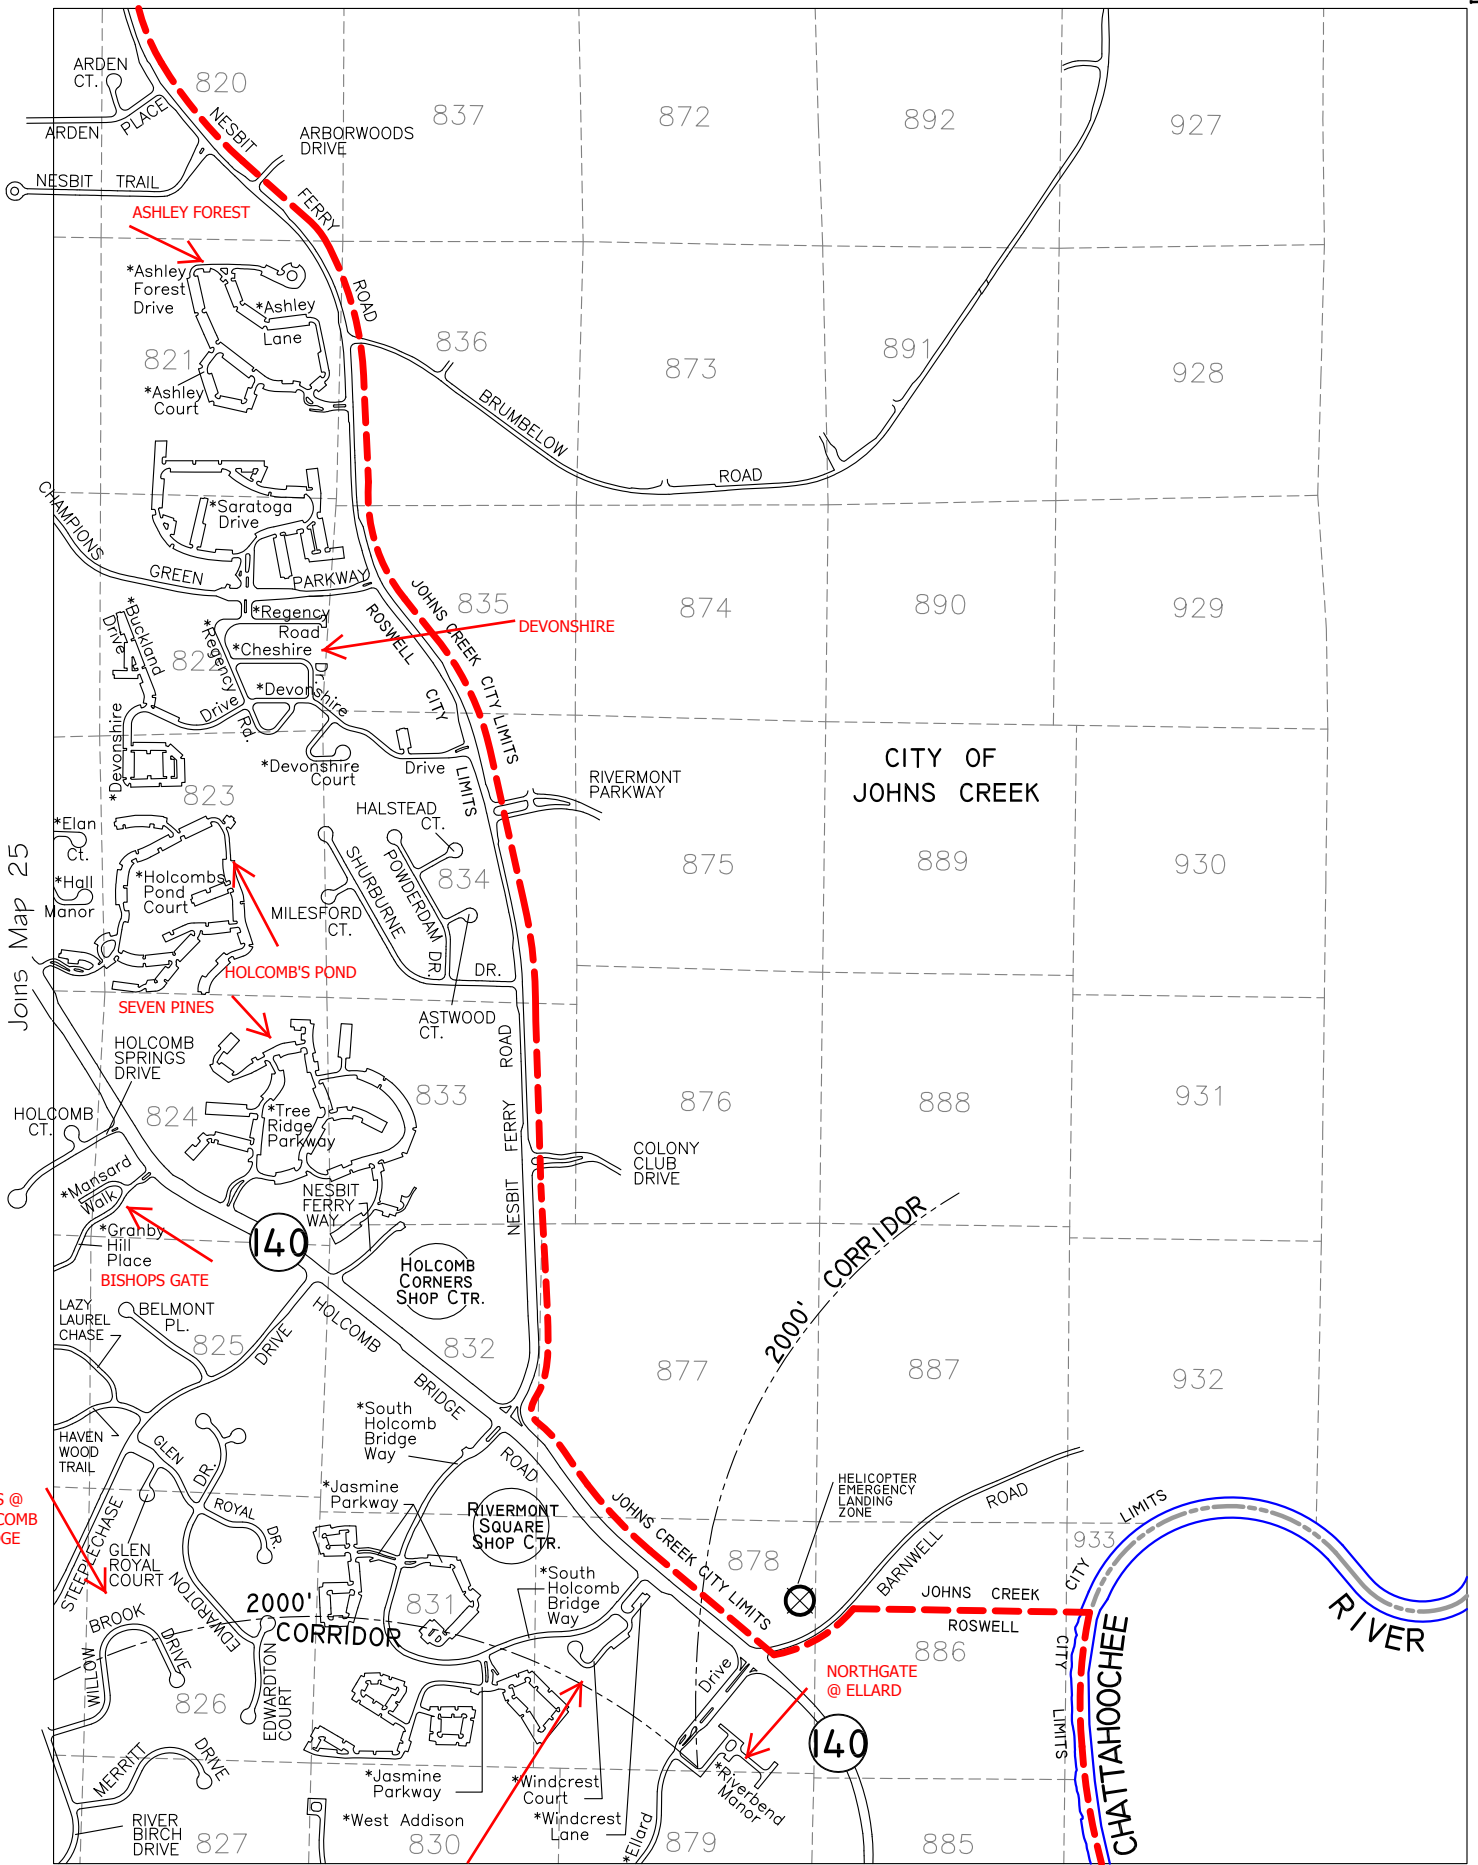 ARDEN
CT.
820
837
872
892
927
ARDEN
PLACE
NESBIT
ARBORWOODS
DRIVE
NESBIT TRAIL
FERRY
ASHLEY FOREST
*Ashley
Forest
Drive
*Ashley
Lane
ROAD
821
836
873
891
928
*Ashley
Court
BRUMBELOW
ROAD
CHAMPIONS
GREEN
PARKWAY
*Saratoga
Drive
JOHNS CREEK CITY LIMITS
ROSWELL
CITY
LIMITS
835
874
890
929
*Buckland
Drive
*Regency
Road
*Regency
Drive
DEVONSHIRE
*Cheshire
Dr.
822
*Devonshire
Rd.
*Devonshire
Drive
*Devonshire
Court
CITY OF
JOHNS CREEK
RIVERMONT
PARKWAY
823
HALSTEAD
CT.
*Elan
Ct.
SHURBURNE
POWDERDAM DR.
834
875
889
930
Joins Map 25
*Hall
Manor
*Holcombs
Pond
Court
MILESFORD
CT.
DR.
HOLCOMB'S POND
SEVEN PINES
ASTWOOD
CT.
HOLCOMB
SPRINGS
DRIVE
NESBIT FERRY ROAD
HOLCOMB
CT.
824
*Tree
Ridge
Parkway
833
876
888
931
COLONY
CLUB
DRIVE
*Mansard
Walk
NESBIT
FERRY
WAY
*Granby
Hill
Place
140
2000' CORRIDOR
BISHOPS GATE
HOLCOMB
CORNERS
SHOP CTR.
LAZY
LAUREL
CHASE
BELMONT
PL.
825
DRIVE
HOLCOMB
BRIDGE
ROAD
832
877
887
932
*South
Holcomb
Bridge
Way
HAVEN
WOOD
TRAIL
GLEN
DR.
ROYAL
DR.
*Jasmine
Parkway
RIVERMONT
SQUARE
SHOP CTR.
HELICOPTER
EMERGENCY
LANDING
ZONE
ROAD
BARNWELL
LIMITS
CITY
S @
COMB
GE
STEEPLECHASE
GLEN
ROYAL
COURT
JOHNS CREEK CITY LIMITS
878
933
EDWARDTON
2000'
CORRIDOR
831
*South
Holcomb
Bridge
Way
JOHNS CREEK
ROSWELL
RIVER
WILLOW
BROOK
DRIVE
886
CITY
LIMITS
CHATTAHOOCHEE
826
EDWARDTON
COURT
Drive
NORTHGATE
@ ELLARD
MERRITT
DRIVE
*Jasmine
Parkway
*Windcrest
Court
*Riverbend
Manor
140
RIVER
BIRCH
DRIVE
827
*West Addison
830
*Windcrest
Lane
*Ellard
879
885